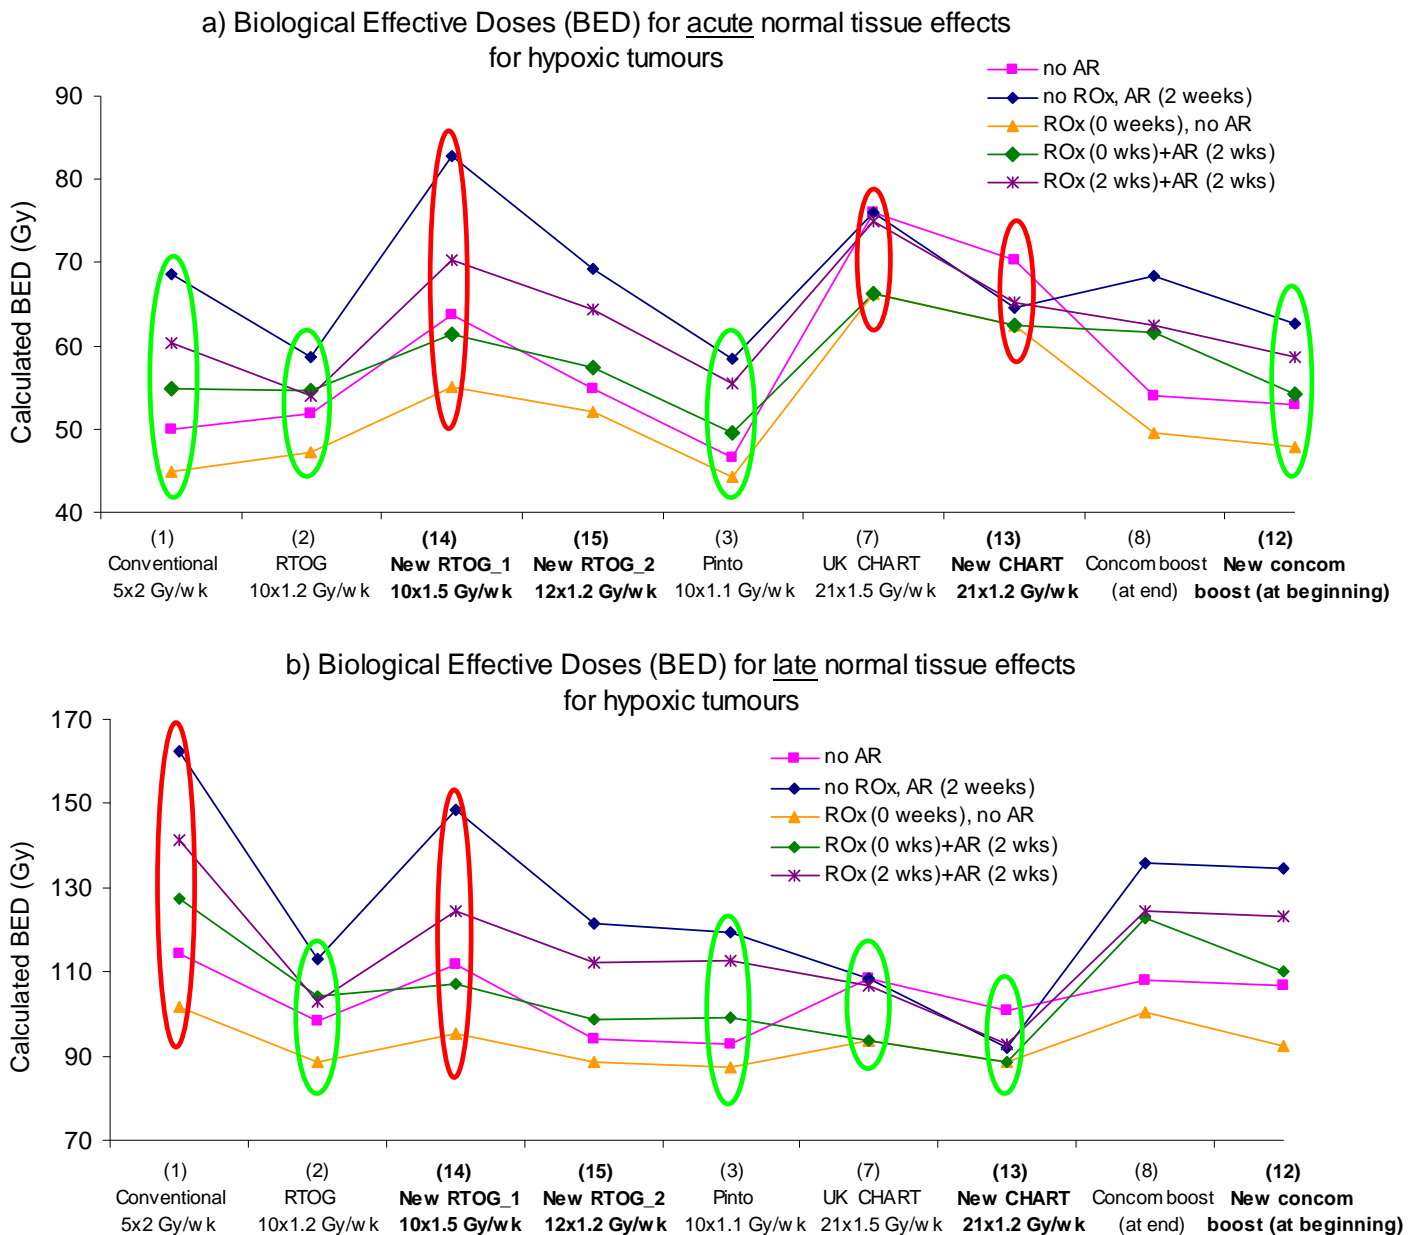 a) Biological Effective Doses (BED) for acute normal tissue effects
for hypoxic tumours
no AR
no ROx, AR (2 weeks)
ROx (0 weeks), no AR
ROx (0 wks)+AR (2 wks)
ROx (2 wks)+AR (2 wks)
Calculated BED (Gy)
90
80
70
60
50
40
(1) (2) (14) (15) (3) (7) (13) (8) (12)
Conventional RTOG New RTOG_1 New RTOG_2 Pinto UK CHART New CHART Concom boost New concom
5x2 Gy/wk 10x1.2 Gy/wk 10x1.5 Gy/wk 12x1.2 Gy/wk 10x1.1 Gy/wk 21x1.5 Gy/wk 21x1.2 Gy/wk (at end) boost (at beginning)
b) Biological Effective Doses (BED) for late normal tissue effects
for hypoxic tumours
no AR
no ROx, AR (2 weeks)
ROx (0 weeks), no AR
ROx (0 wks)+AR (2 wks)
ROx (2 wks)+AR (2 wks)
Calculated BED (Gy)
170
150
130
110
90
70
(1) (2) (14) (15) (3) (7) (13) (8) (12)
Conventional RTOG New RTOG_1 New RTOG_2 Pinto UK CHART New CHART Concom boost New concom
5x2 Gy/wk 10x1.2 Gy/wk 10x1.5 Gy/wk 12x1.2 Gy/wk 10x1.1 Gy/wk 21x1.5 Gy/wk 21x1.2 Gy/wk (at end) boost (at beginning)